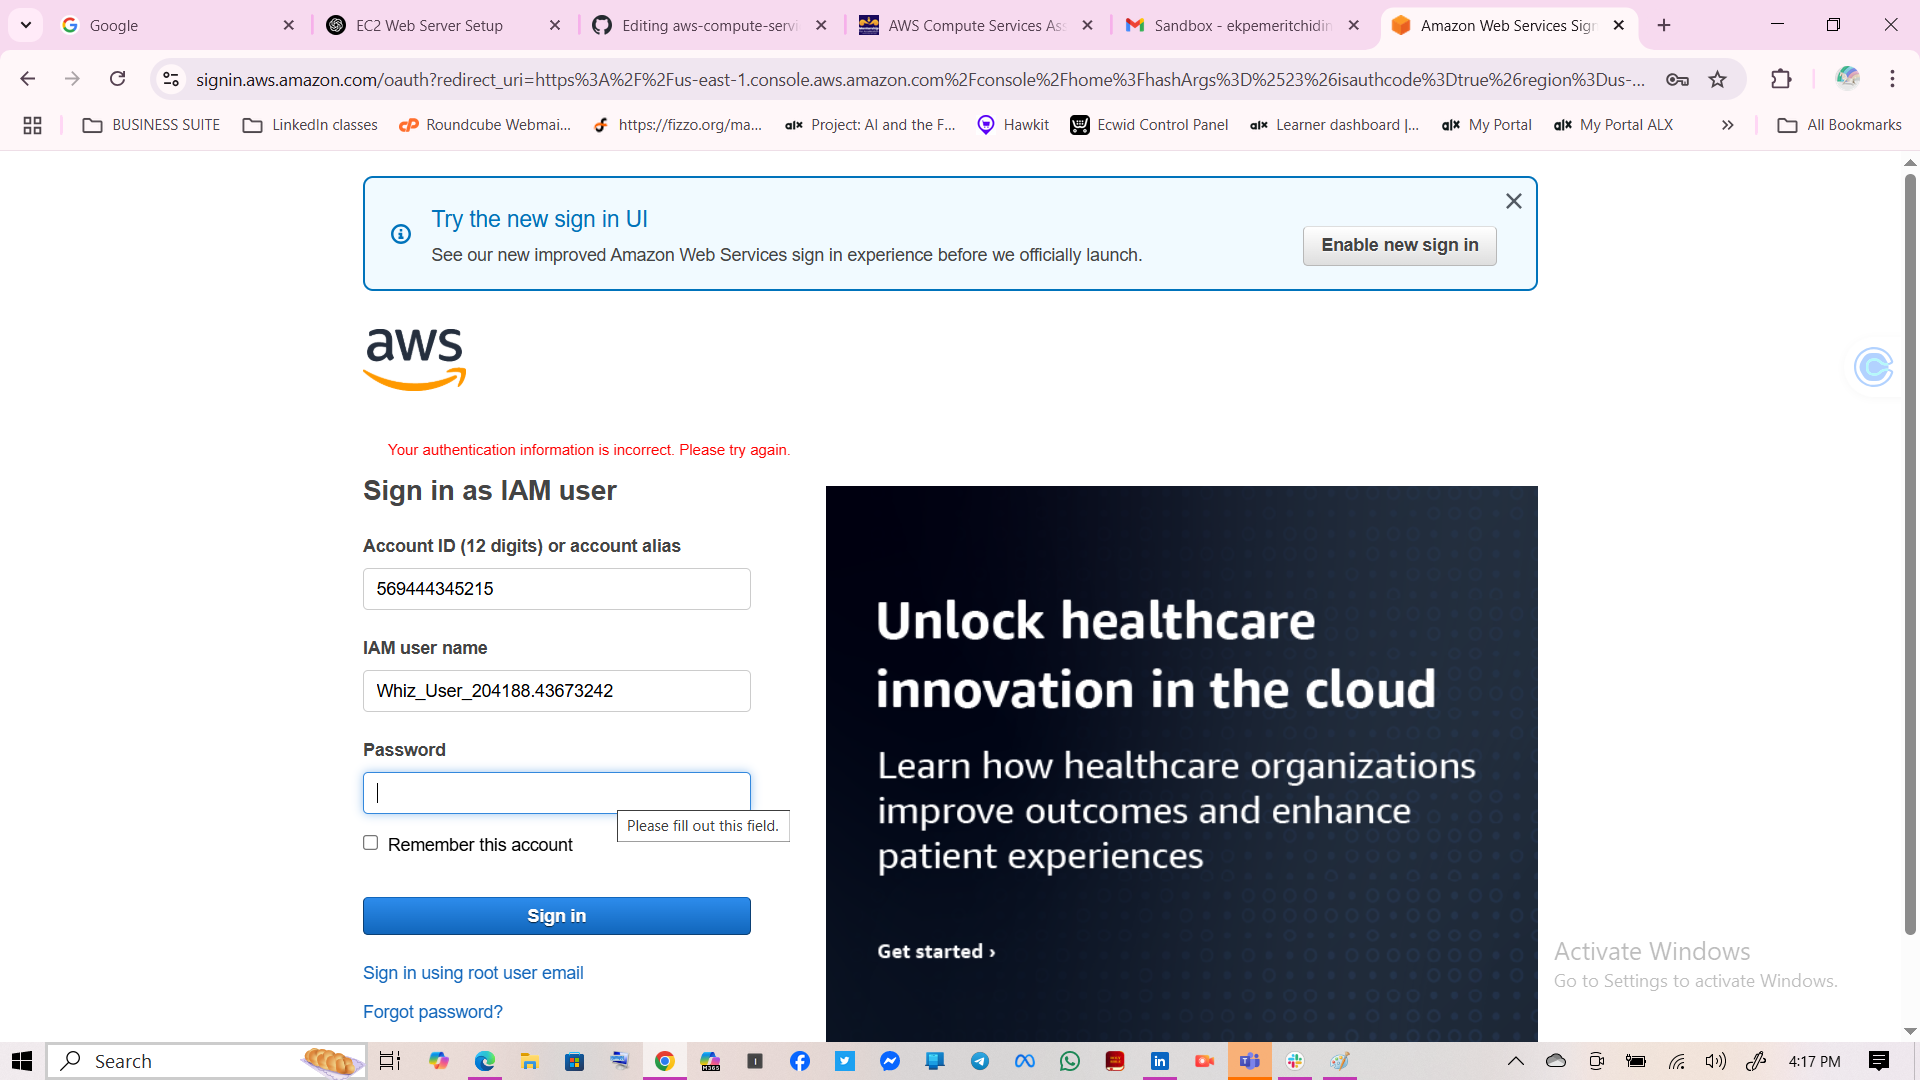 Google
EC2 Web Server Setup
Editing aws-compute-servi
AWS Compute Services Ass
Sandbox - ekpemeritchidin
Amazon Web Services Sign
signin.aws.amazon.com/oauth?redirect_uri=https%3A%2F%2Fus-east-1.console.aws.amazon.com%2Fconsole%2Fhome%3FhashArgs%3D%2523%26isauthcode%3Dtrue%26region%3Dus-...
BUSINESS SUITE
LinkedIn classes
Roundcube Webmai...
https://fizzo.org/ma...
alx Project: AI and the F...
Hawkit
Ecwid Control Panel
alx Learner dashboard |...
alx My Portal
alx My Portal ALX
»
All Bookmarks
Try the new sign in UI
See our new improved Amazon Web Services sign in experience before we officially launch.
Enable new sign in
aws
Your authentication information is incorrect. Please try again.
Sign in as IAM user
Account ID (12 digits) or account alias
569444345215
IAM user name
Whiz_User_204188.43673242
Password
Please fill out this field.
Remember this account
Sign in
Sign in using root user email
Forgot password?
Unlock healthcare
innovation in the cloud
Learn how healthcare organizations
improve outcomes and enhance
patient experiences
Get started ›
Activate Windows
Go to Settings to activate Windows.
Search
4:17 PM